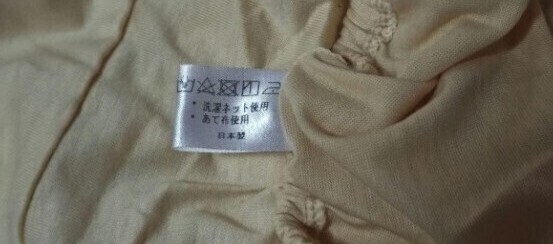 ・洗濯ネット使用
・あて布使用
日本製